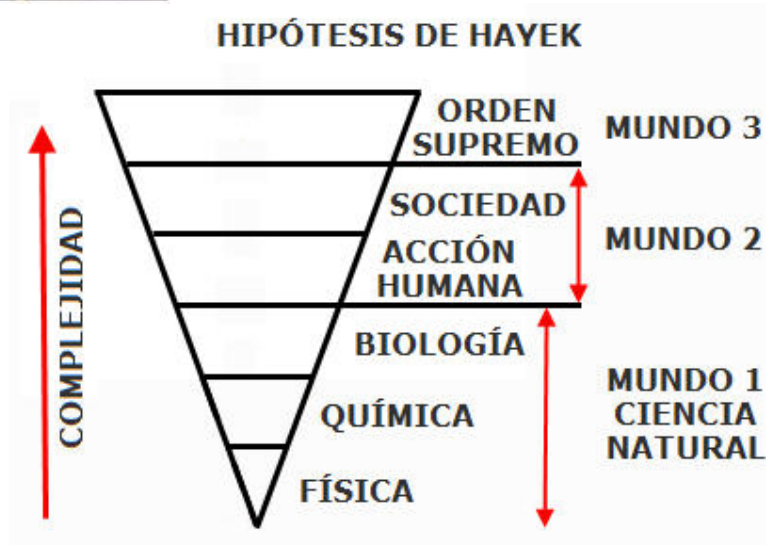 HIPÓTESIS DE HAYEK
ORDEN
SUPREMO
MUNDO 3
SOCIEDAD
MUNDO 2
ACCIÓN
HUMANA
COMPLEJIDAD
BIOLOGÍA
MUNDO 1
CIENCIA
NATURAL
QUÍMICA
FÍSICA